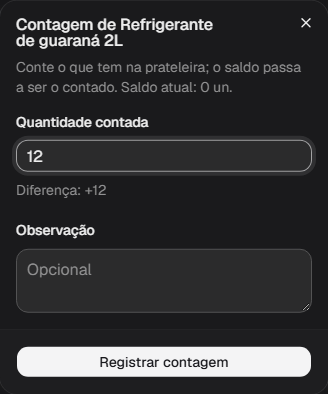 Contagem de Refrigerante
de guaraná 2L
Conte o que tem na prateleira; o saldo passa
a ser o contado. Saldo atual: 0 un.
Quantidade contada
12
Diferença: +12
Observação
Opcional
Registrar contagem